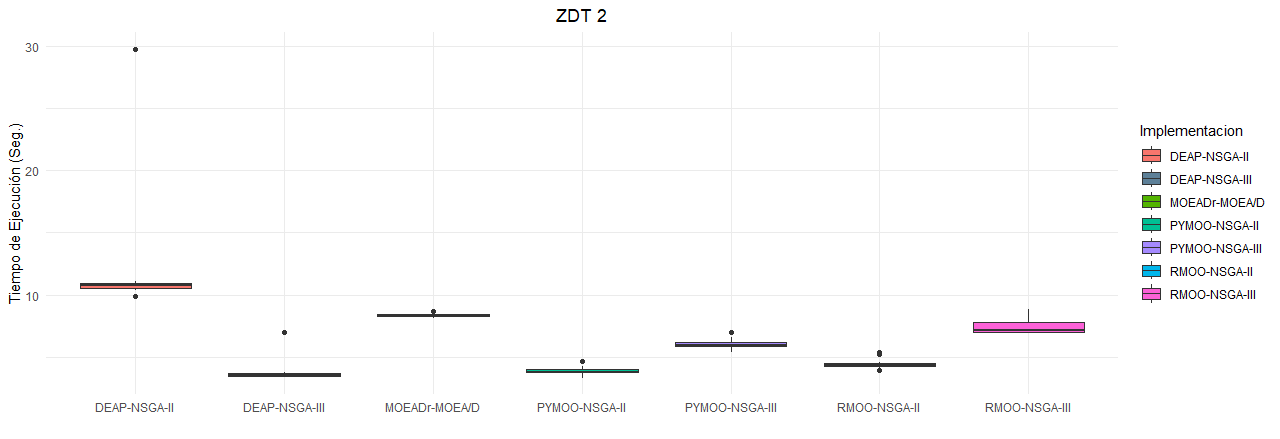 ZDT 2
Tiempo de Ejecución (Seg.)
30
20
10
DEAP-NSGA-II
DEAP-NSGA-III
MOEADr-MOEA/D
PYMOO-NSGA-II
PYMOO-NSGA-III
RMOO-NSGA-II
RMOO-NSGA-III
Implementacion
DEAP-NSGA-II
DEAP-NSGA-III
MOEADr-MOEA/D
PYMOO-NSGA-II
PYMOO-NSGA-III
RMOO-NSGA-II
RMOO-NSGA-III